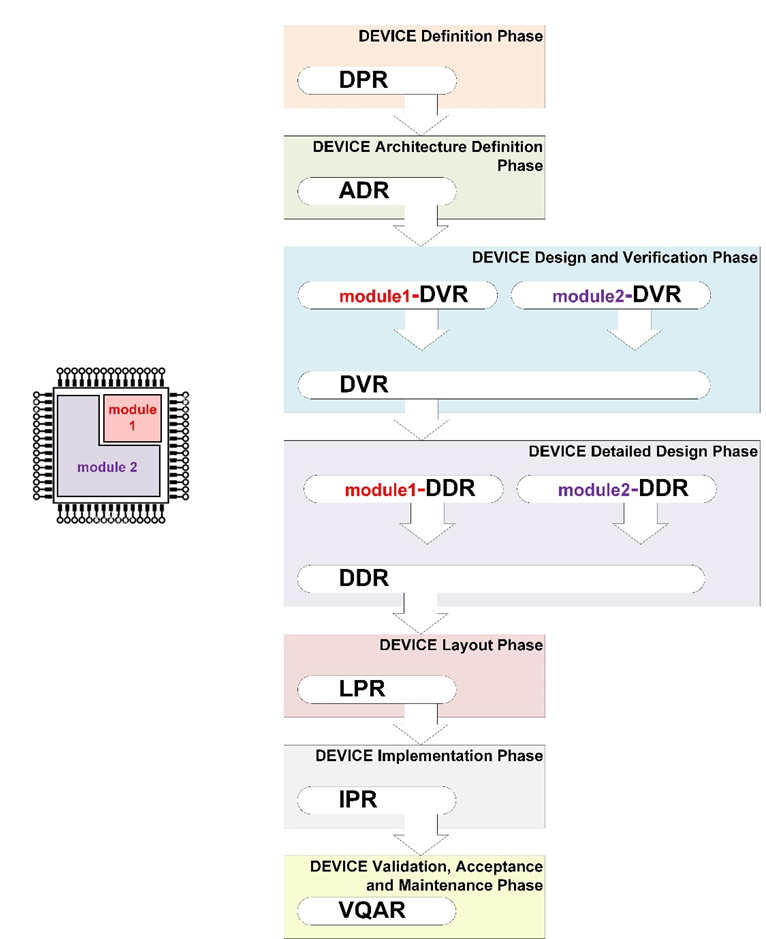 DEVICE Definition Phase
DPR
DEVICE Architecture Definition
Phase
ADR
DEVICE Design and Verification Phase
module1-DVR
module2-DVR
DVR
module
1
module 2
DEVICE Detailed Design Phase
module1-DDR
module2-DDR
DDR
DEVICE Layout Phase
LPR
DEVICE Implementation Phase
IPR
DEVICE Validation, Acceptance
and Maintenance Phase
VQAR